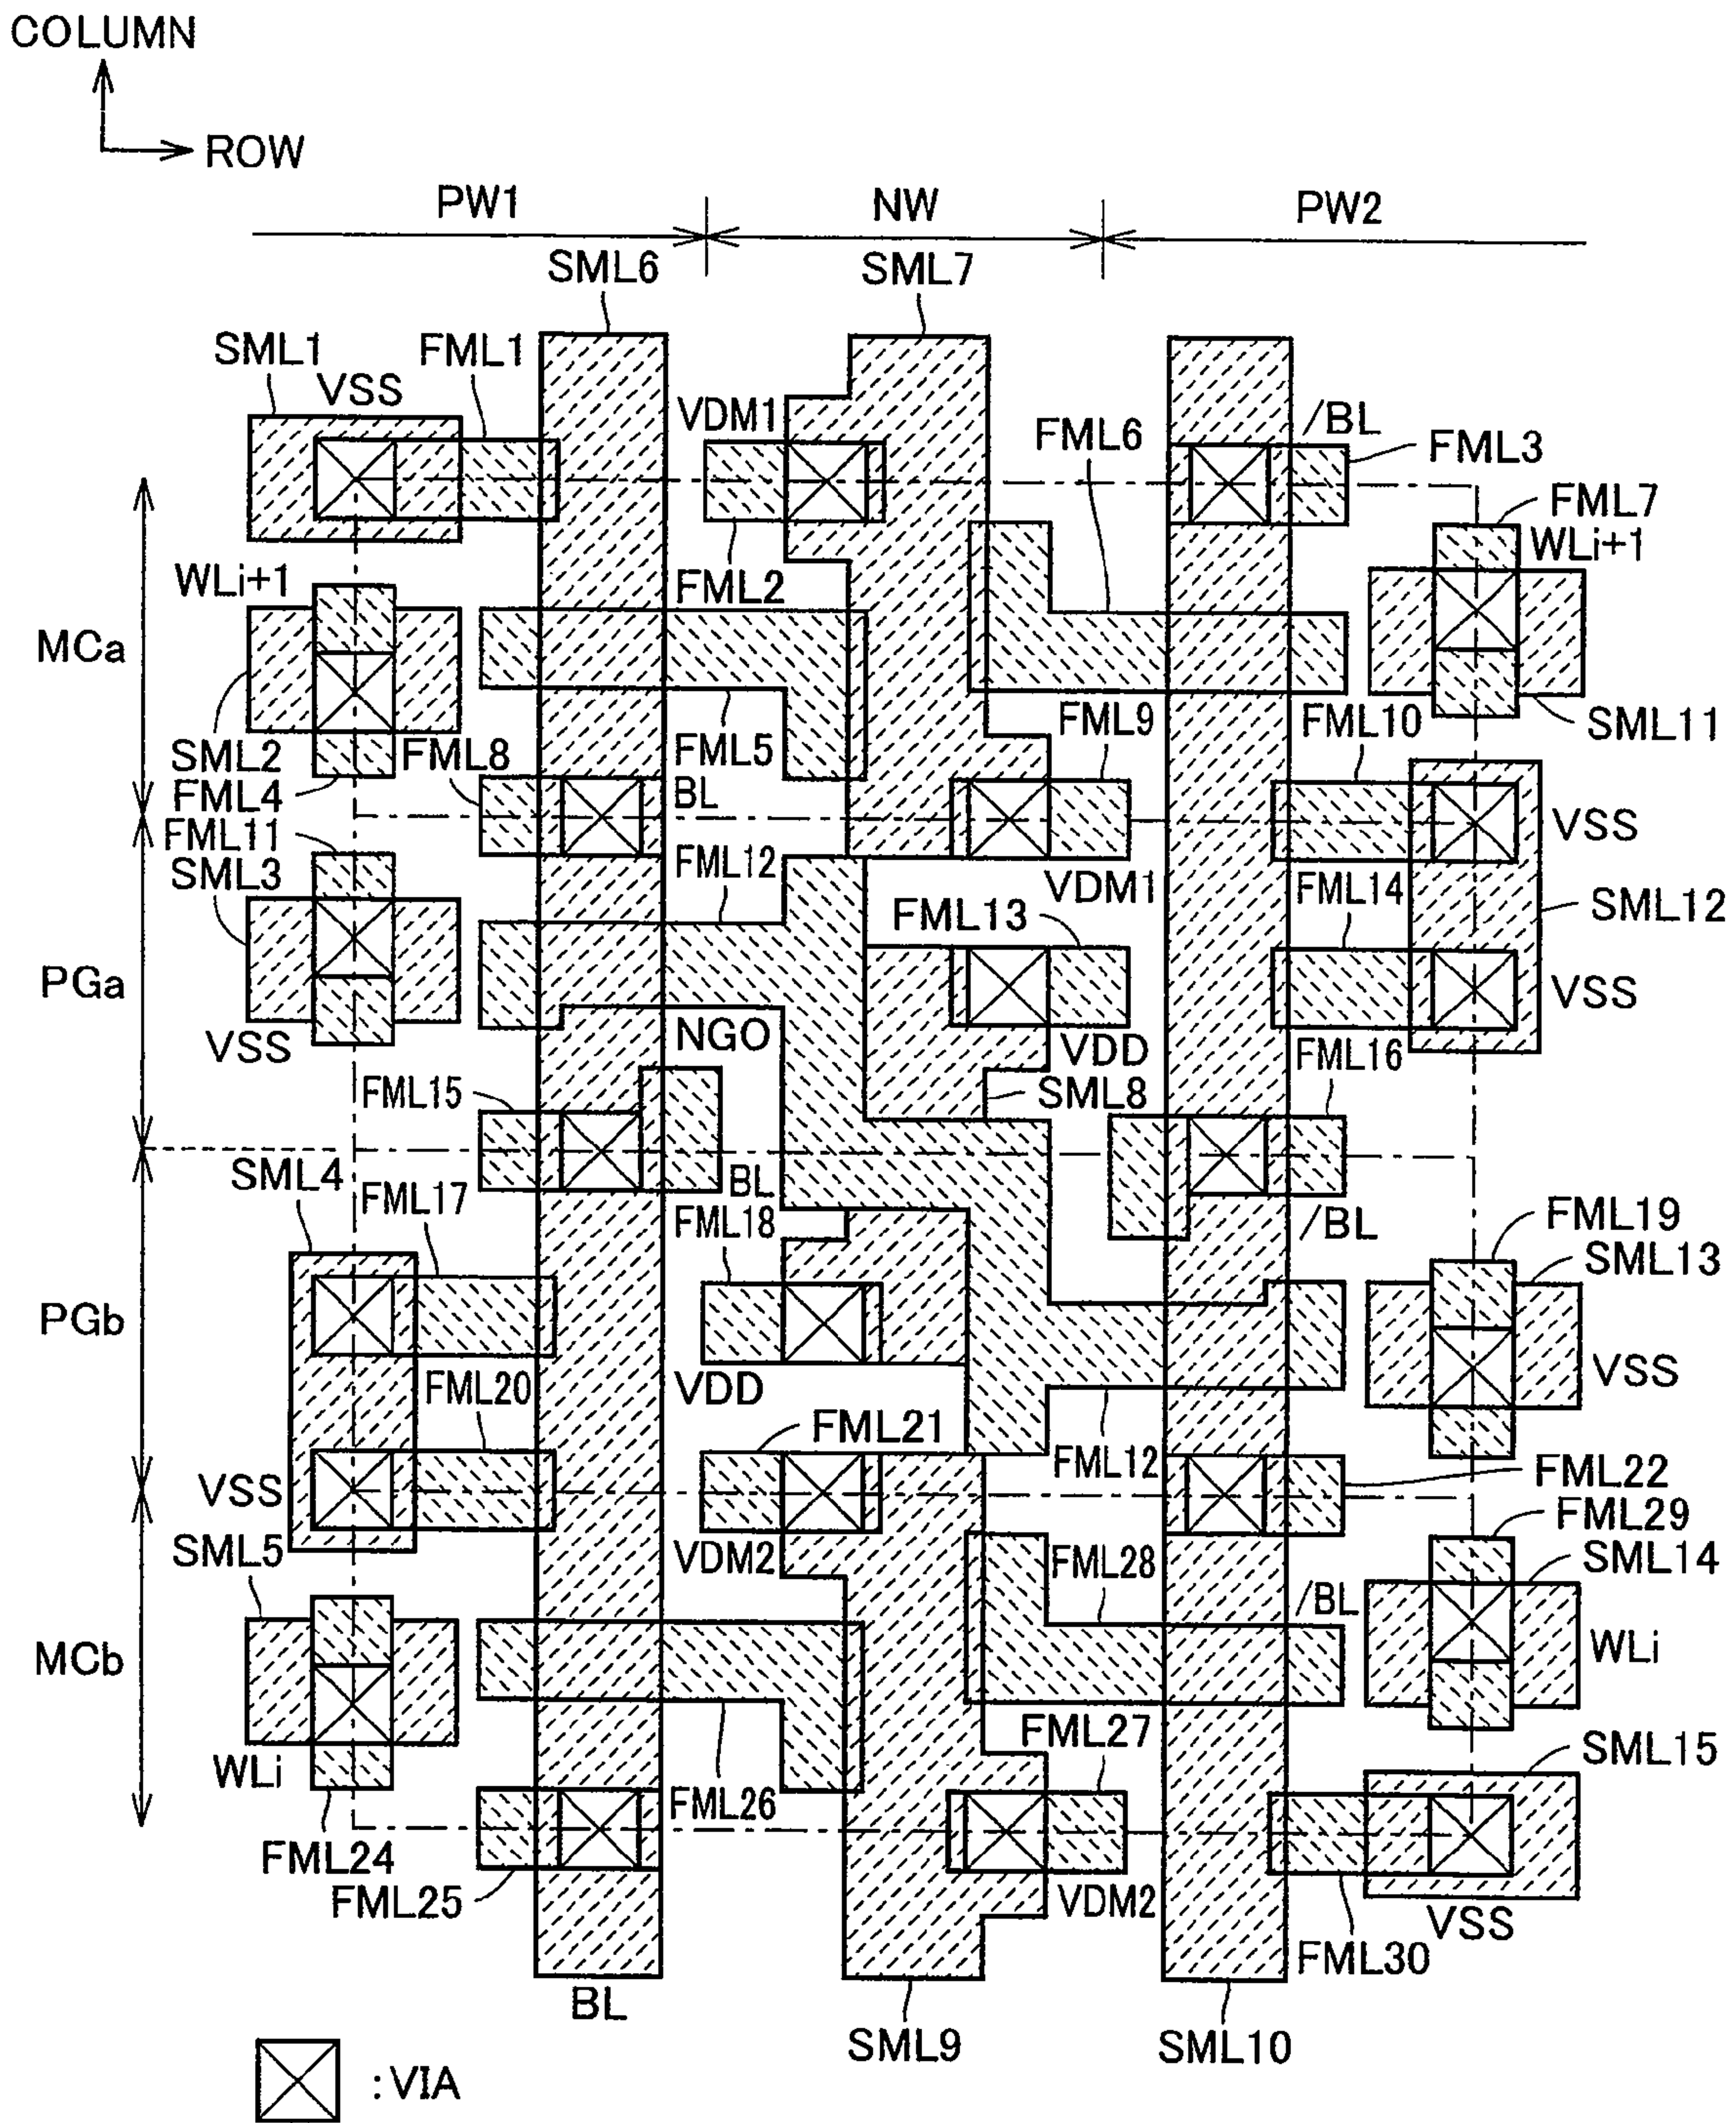 COLUMN
ROW
PW1
NW
PW2
SML6
SML7
SML1
FML1
VSS
VDM1
/BL
FML6
FML3
FML7
WLi+1
WLi+1
FML2
MCa
SML2
FML8
FML5
FML9
FML10
SML11
FML4
BL
FML11
VSS
SML3
FML12
VDM1
FML14
SML12
FML13
PGa
VSS
VSS
NGO
VDD
FML16
FML15
SML8
SML4
FML17
BL
FML18
/BL
FML19
SML13
PGb
VSS
FML20
VDD
FML21
FML12
FML22
VSS
FML29
SML5
VDM2
FML28
SML14
/BL
MCb
WLi
FML27
SML15
WLi
FML26
FML24
FML25
VDM2
VSS
FML30
BL
SML9
SML10
:VIA